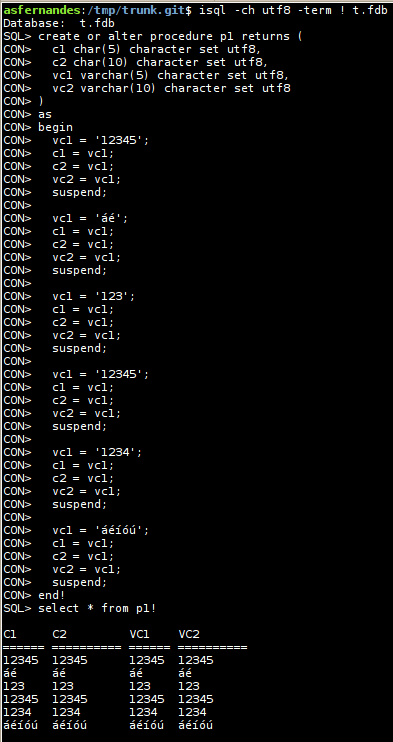 asfernandes:/tmp/trunk.git$ isql -ch utf8 -term ! t.fdb
Database:  t.fdb
SQL> create or alter procedure p1 returns (
CON>   c1 char(5) character set utf8,
CON>   c2 char(10) character set utf8,
CON>   vc1 varchar(5) character set utf8,
CON>   vc2 varchar(10) character set utf8
CON> )
CON> as
CON> begin
CON>   vc1 = '12345';
CON>   c1 = vc1;
CON>   c2 = vc1;
CON>   vc2 = vc1;
CON>   suspend;
CON>
CON>   vc1 = 'áé';
CON>   c1 = vc1;
CON>   c2 = vc1;
CON>   vc2 = vc1;
CON>   suspend;
CON>
CON>   vc1 = '123';
CON>   c1 = vc1;
CON>   c2 = vc1;
CON>   vc2 = vc1;
CON>   suspend;
CON>
CON>   vc1 = '12345';
CON>   c1 = vc1;
CON>   c2 = vc1;
CON>   vc2 = vc1;
CON>   suspend;
CON>
CON>   vc1 = '1234';
CON>   c1 = vc1;
CON>   c2 = vc1;
CON>   vc2 = vc1;
CON>   suspend;
CON>
CON>   vc1 = 'áéíóú';
CON>   c1 = vc1;
CON>   c2 = vc1;
CON>   vc2 = vc1;
CON>   suspend;
CON> end!
SQL> select * from p1!
C1     C2         VC1    VC2
====== ========== ====== ==========
12345  12345      12345  12345
áé     áé         áé     áé
123    123        123    123
12345  12345      12345  12345
1234   1234       1234   1234
áéíóú  áéíóú      áéíóú  áéíóú